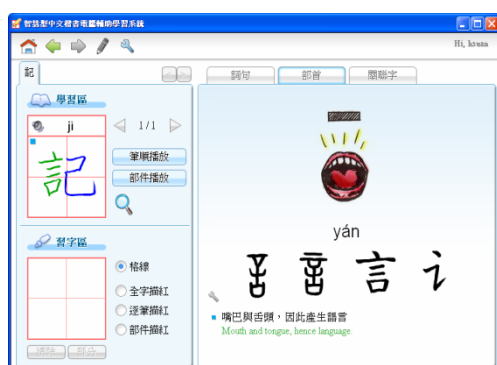 智慧型中文楷書電腦輔助學習系統
Hi,
記
詞句 部首 關聯字
學習區
ji
1/1
記
筆順播放
部件播放
習字區
格線
全字描紅
逐筆描紅
部件描紅
清除
yán
言 讠
嘴巴與舌頭，因此產生語言
Mouth and tongue, hence language